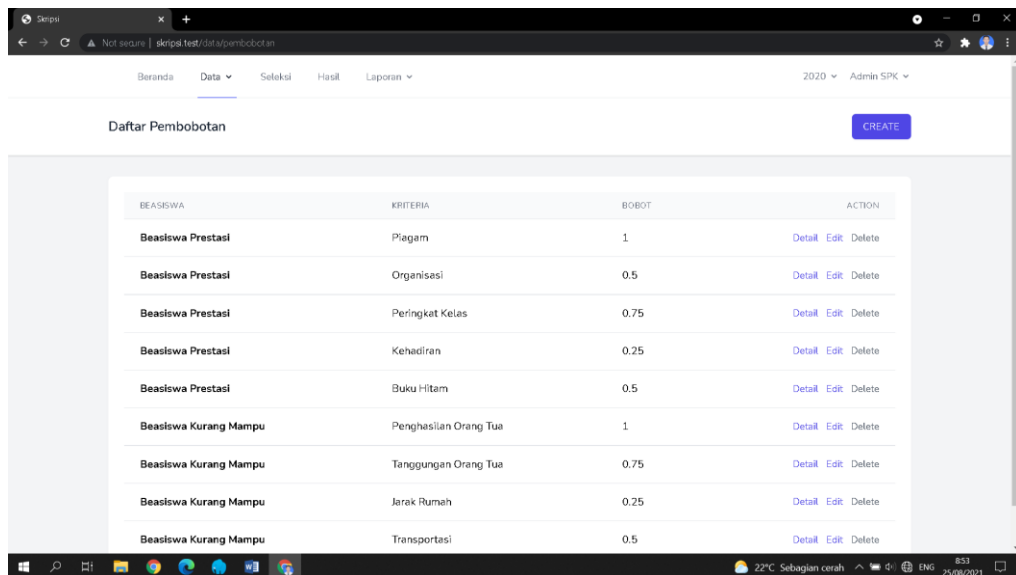 Skripsi
Not secure | skripsi.test/data/pembobotan
Beranda Data Seleksi Hasil Laporan 2020 Admin SPK
Daftar Pembobotan CREATE
BEASISWA KRITERIA BOBOT ACTION
Beasiswa Prestasi Piagam 1 Detail Edit Delete
Beasiswa Prestasi Organisasi 0.5 Detail Edit Delete
Beasiswa Prestasi Peringkat Kelas 0.75 Detail Edit Delete
Beasiswa Prestasi Kehadiran 0.25 Detail Edit Delete
Beasiswa Prestasi Buku Hitam 0.5 Detail Edit Delete
Beasiswa Kurang Mampu Penghasilan Orang Tua 1 Detail Edit Delete
Beasiswa Kurang Mampu Tanggungan Orang Tua 0.75 Detail Edit Delete
Beasiswa Kurang Mampu Jarak Rumah 0.25 Detail Edit Delete
Beasiswa Kurang Mampu Transportasi 0.5 Detail Edit Delete
22°C Sebagian cerah ENG 8:53
25/08/2021